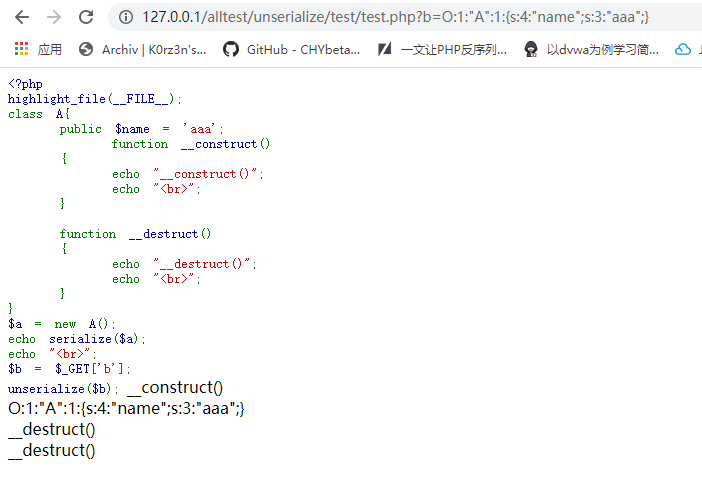 127.0.0.1/alltest/unserialize/test/test.php?b=O:1:"A":1:{s:4:"name";s:3:"aaa";}
应用 Archiv | K0rz3n's... GitHub - CHYbeta... 一文让PHP反序列... 以dvwa为例学习简...
<?php
highlight_file(__FILE__);
class A{
public $name = 'aaa';
function __construct()
{
echo "__construct()";
echo "<br>";
}
function __destruct()
{
echo "__destruct()";
echo "<br>";
}
}
$a = new A();
echo serialize($a);
echo "<br>";
$b = $_GET['b'];
unserialize($b); __construct()
O:1:"A":1:{s:4:"name";s:3:"aaa";}
__destruct()
__destruct()